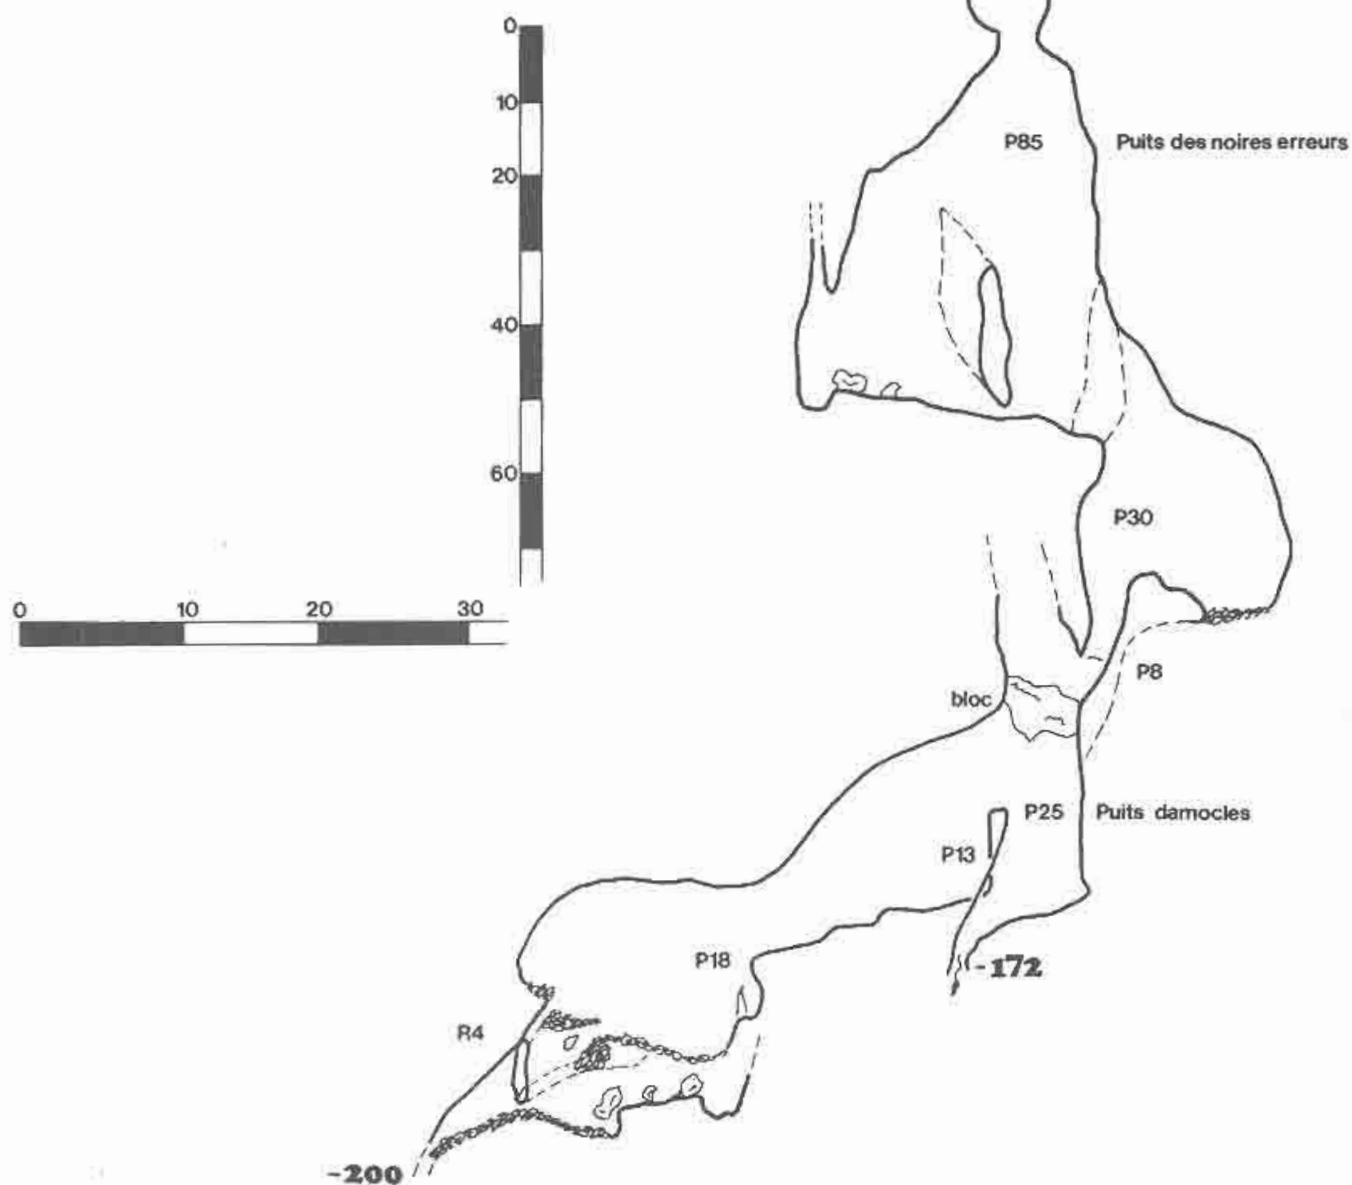 0
10
P85 Puits des noires erreurs
20
40
60
P30
0 10 20 30
P8
bloc
P25 Puits damocles
P13
P18
-172
R4
-200